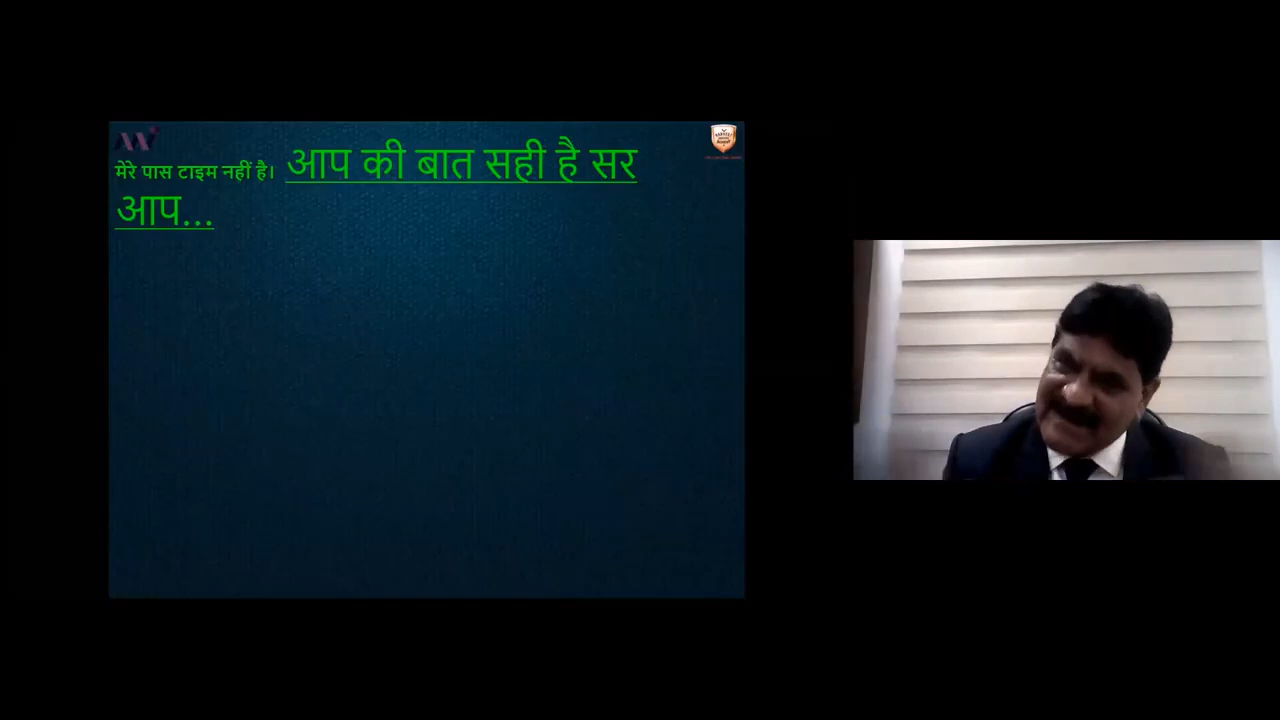 मेरे पास टाइम नहीं है। आप की बात सही है सर
आप...